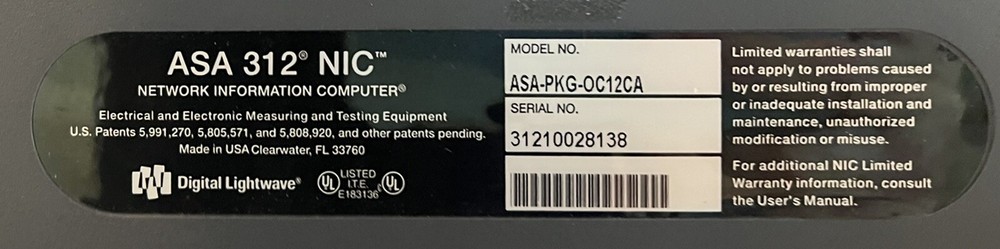 ASA 312® NIC™
NETWORK INFORMATION COMPUTER®
Electrical and Electronic Measuring and Testing Equipment
U.S. Patents 5,991,270, 5,805,571, and 5,808,920, and other patents pending.
Made in USA Clearwater, FL 33760
Digital Lightwave®
UL LISTED UL
I.T.E.
E183136
MODEL NO.
ASA-PKG-OC12CA
SERIAL NO.
31210028138
Limited warranties shall
not apply to problems caused
by or resulting from improper
or inadequate installation and
maintenance, unauthorized
modification or misuse.
For additional NIC Limited
Warranty information, consult
the User's Manual.